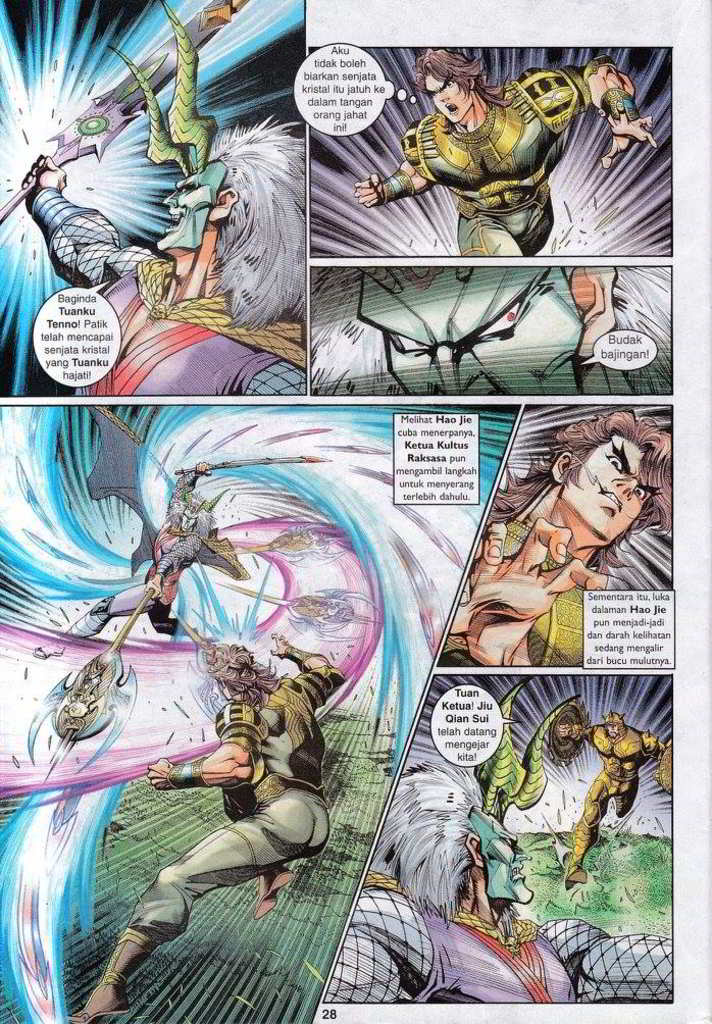 Baginda
Tuanku
Tenno! Patik
telah mencapai
senjata kristal
yang Tuanku
hajati!
Aku
tidak boleh
biarkan senjata
kristal itu jatuh ke
dalam tangan
orang jahat
ini!
Budak
bajingan!
Melihat Hao Jie
cuba menerpanya,
Ketua Kultus
Raksasa pun
mengambil langkah
untuk menyerang
terlebih dahulu.
Sementara itu, luka
dalaman Hao Jie
pun menjadi-jadi
dan darah kelihatan
sedang mengalir
dari bucu mulutnya.
Tuan
Ketua! Jiu
Qian Sui
telah datang
mengejar
kita!
28